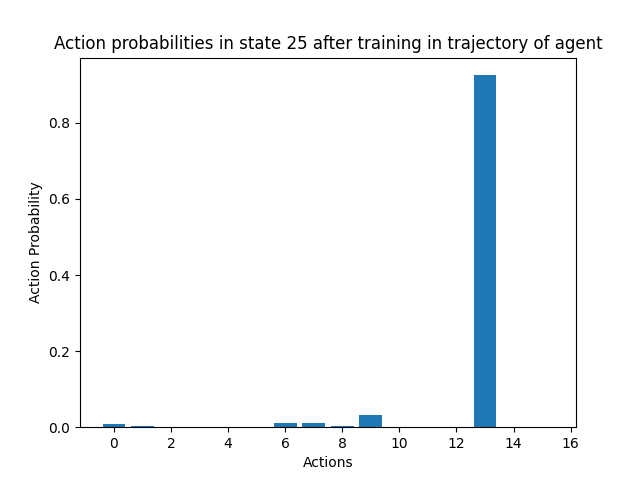 Action probabilities in state 25 after training in trajectory of agent
Action Probability
0.8
0.6
0.4
0.2
0.0
0 2 4 6 8 10 12 14 16
Actions